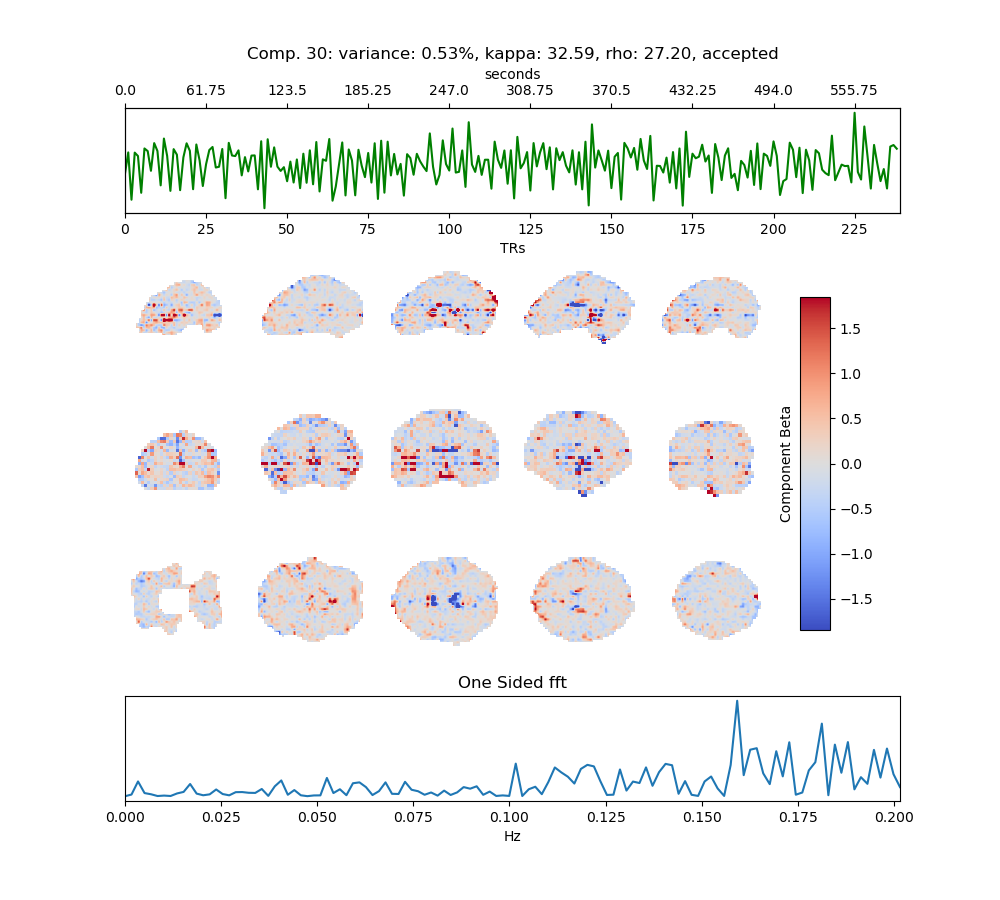 Comp. 30: variance: 0.53%, kappa: 32.59, rho: 27.20, accepted
seconds
0.0 61.75 123.5 185.25 247.0 308.75 370.5 432.25 494.0 555.75
0 25 50 75 100 125 150 175 200 225
TRs
1.5
1.0
0.5
0.0
−0.5
−1.0
−1.5
Component Beta
One Sided fft
0.000 0.025 0.050 0.075 0.100 0.125 0.150 0.175 0.200
Hz